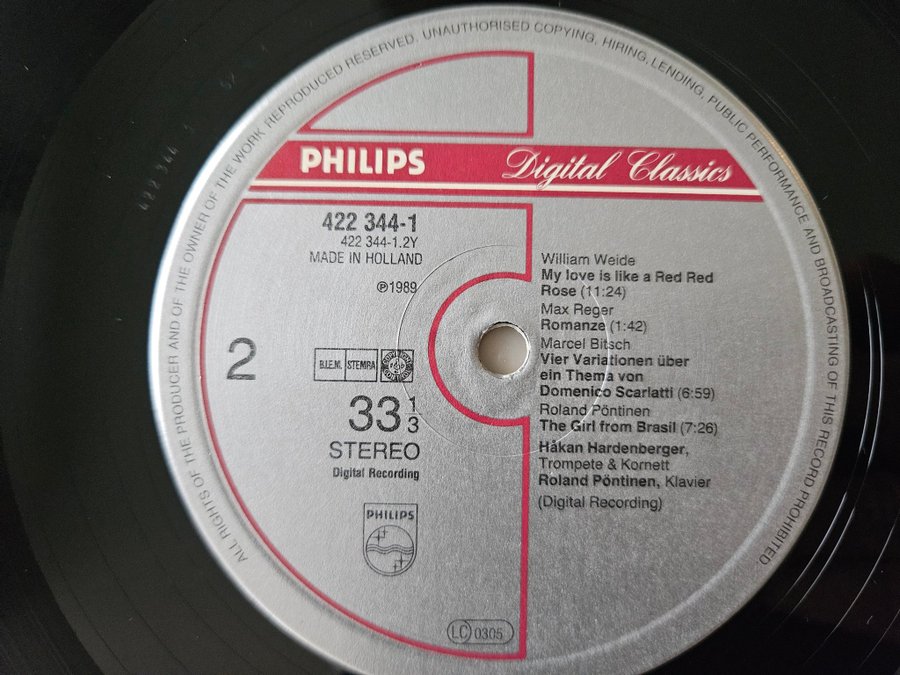 ALL RIGHTS OF THE PRODUCER AND OF THE OWNER OF THE WORK REPRODUCED RESERVED. UNAUTHORISED COPYING, HIRING, LENDING, PUBLIC PERFORMANCE AND BROADCASTING OF THIS RECORD PROHIBITED.
PHILIPS Digital Classics
422 344-1
422 344-1.2Y
MADE IN HOLLAND
℗1989
2
B.I.E.M. STEMRA
33 1/3
STEREO
Digital Recording
PHILIPS
LC 0305
William Weide
My love is like a Red Red
Rose (11:24)
Max Reger
Romanze (1:42)
Marcel Bitsch
Vier Variationen über
ein Thema von
Domenico Scarlatti (6:59)
Roland Pöntinen
The Girl from Brasil (7:26)
Håkan Hardenberger,
Trompete & Kornett
Roland Pöntinen, Klavier
(Digital Recording)